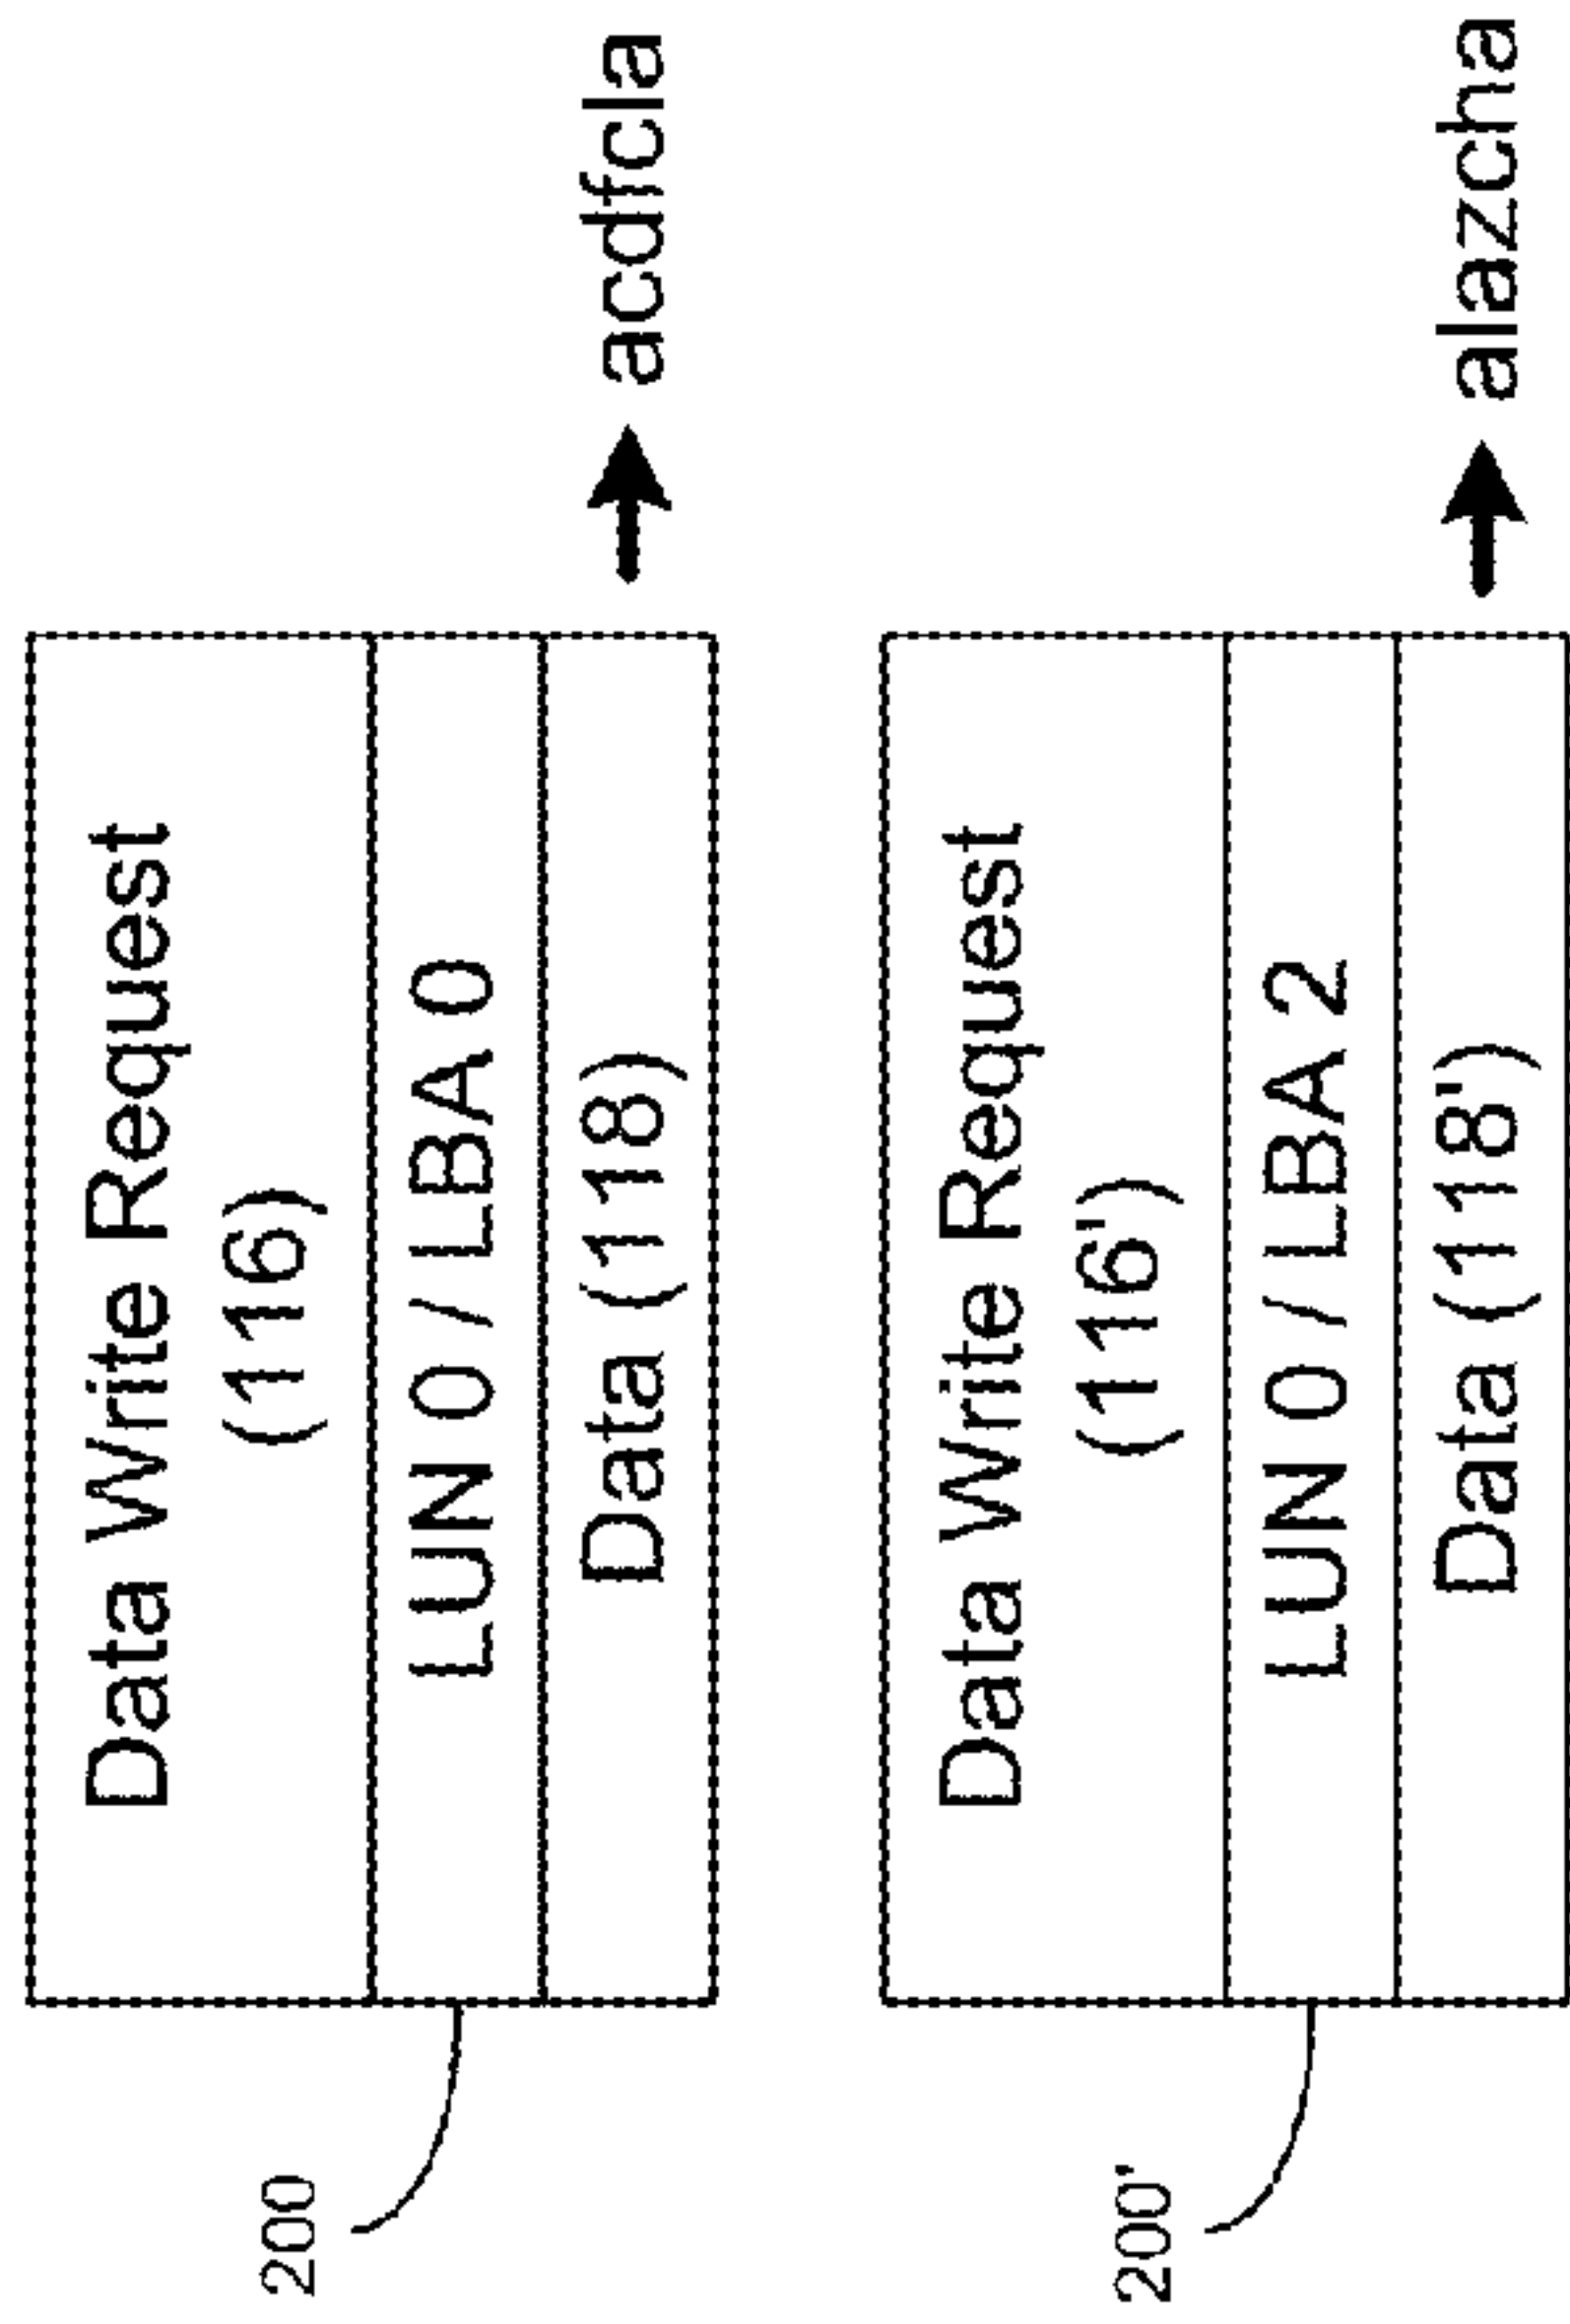 Data Write Request
(116)
200
LUN 0 / LBA 0
Data (118)
acdfcla
Data Write Request
(116')
200'
LUN 0 / LBA 2
Data (118')
alazcha